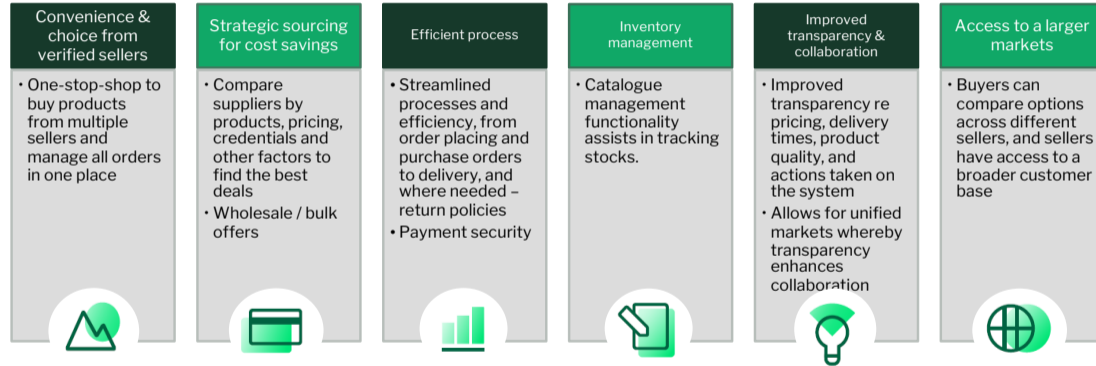 Convenience &
choice from
verified sellers
• One-stop-shop to
buy products
from multiple
sellers and
manage all orders
in one place
Strategic sourcing
for cost savings
• Compare
suppliers by
products, pricing,
credentials and
other factors to
find the best
deals
• Wholesale / bulk
offers
Efficient process
• Streamlined
processes and
efficiency, from
order placing and
purchase orders
to delivery, and
where needed –
return policies
• Payment security
Inventory
management
• Catalogue
management
functionality
assists in tracking
stocks.
Improved
transparency &
collaboration
• Improved
transparency re
pricing, delivery
times, product
quality, and
actions taken on
the system
• Allows for unified
markets whereby
transparency
enhances
collaboration
Access to a larger
markets
• Buyers can
compare options
across different
sellers, and sellers
have access to a
broader customer
base